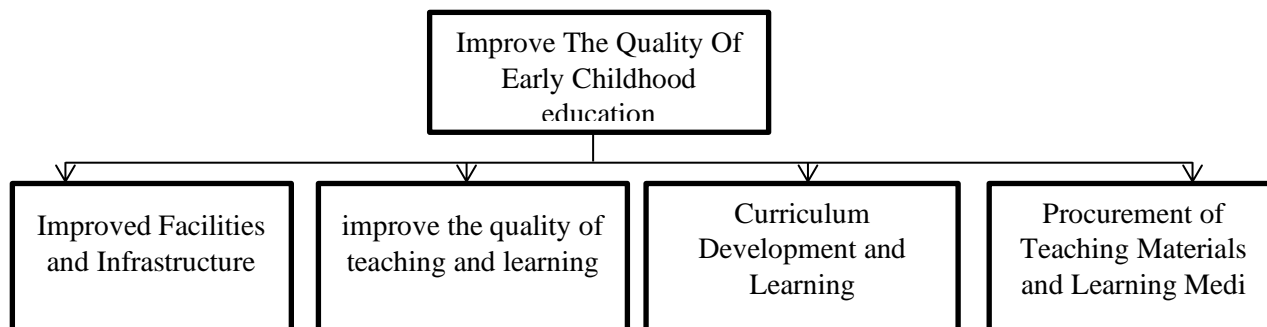 Improve The Quality Of
Early Childhood
education
Improved Facilities
and Infrastructure
improve the quality of
teaching and learning
Curriculum
Development and
Learning
Procurement of
Teaching Materials
and Learning Medi